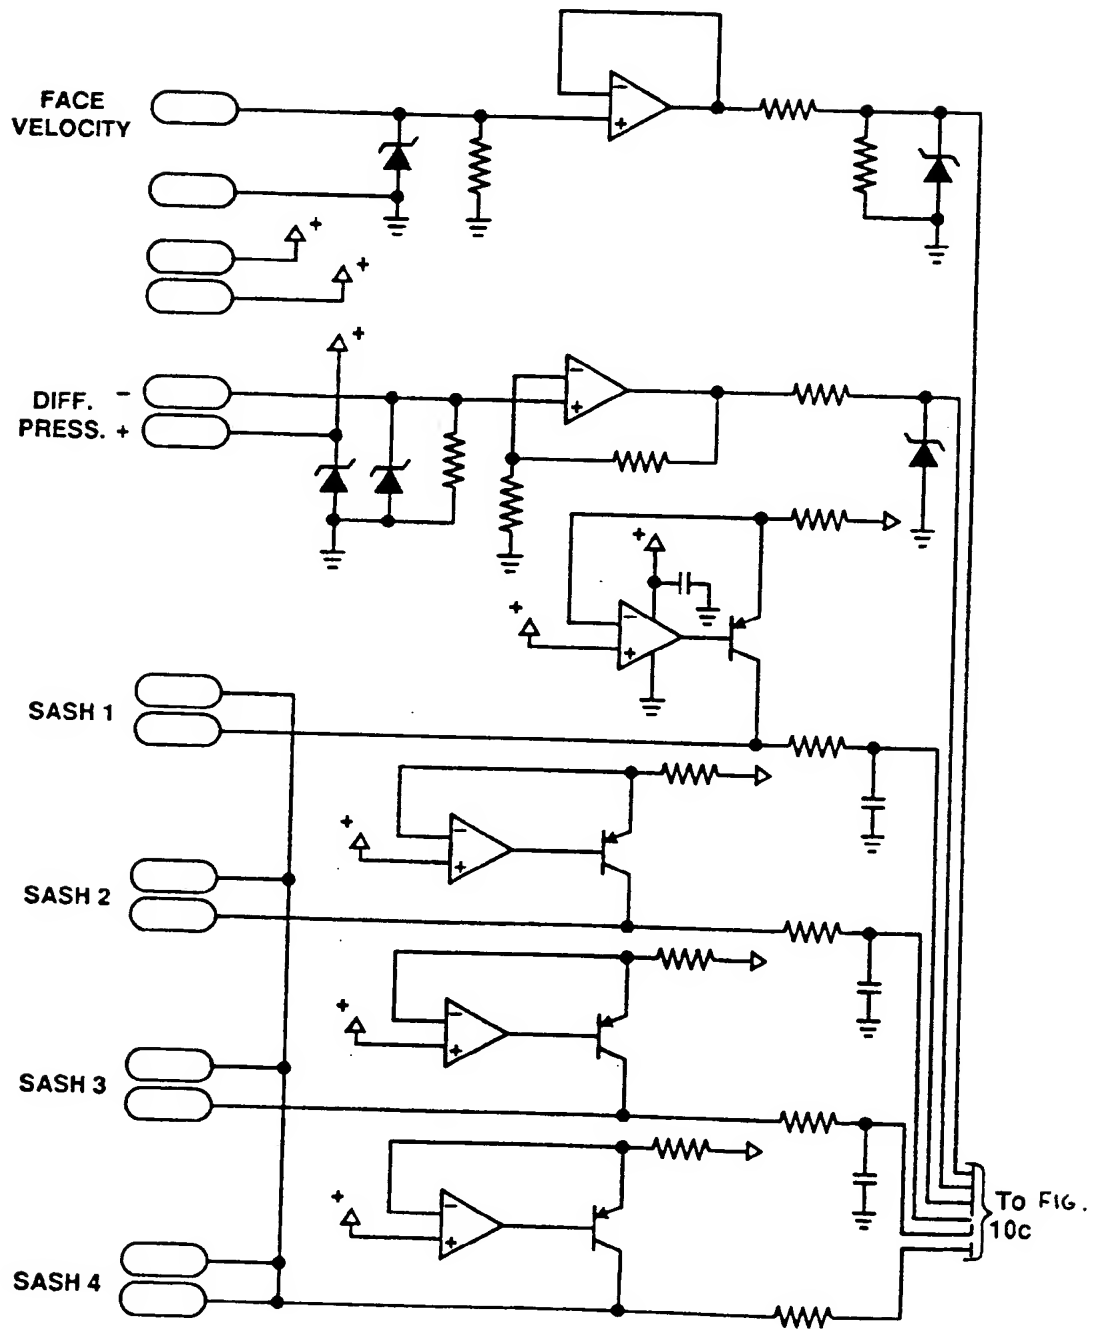 FACE
VELOCITY
+
+
+
DIFF. −
PRESS. +
−
+
−
+
+
+
−
+
SASH 1
+
−
+
SASH 2
+
−
+
SASH 3
+
−
+
SASH 4
To FIG.
10c